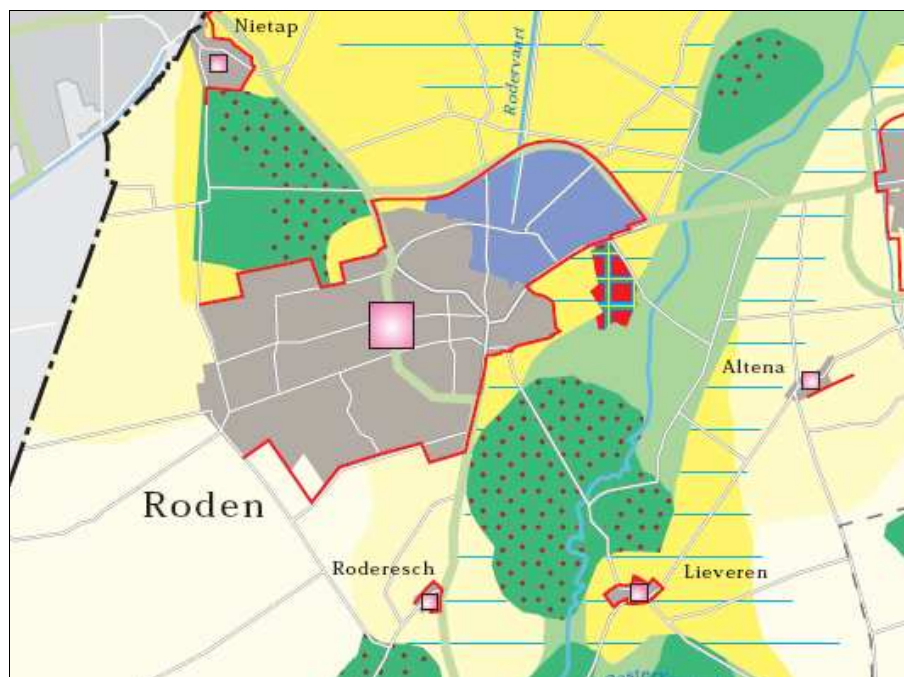 Nietap
Rodervaart
Altena
Roden
Roderesch
Lieveren